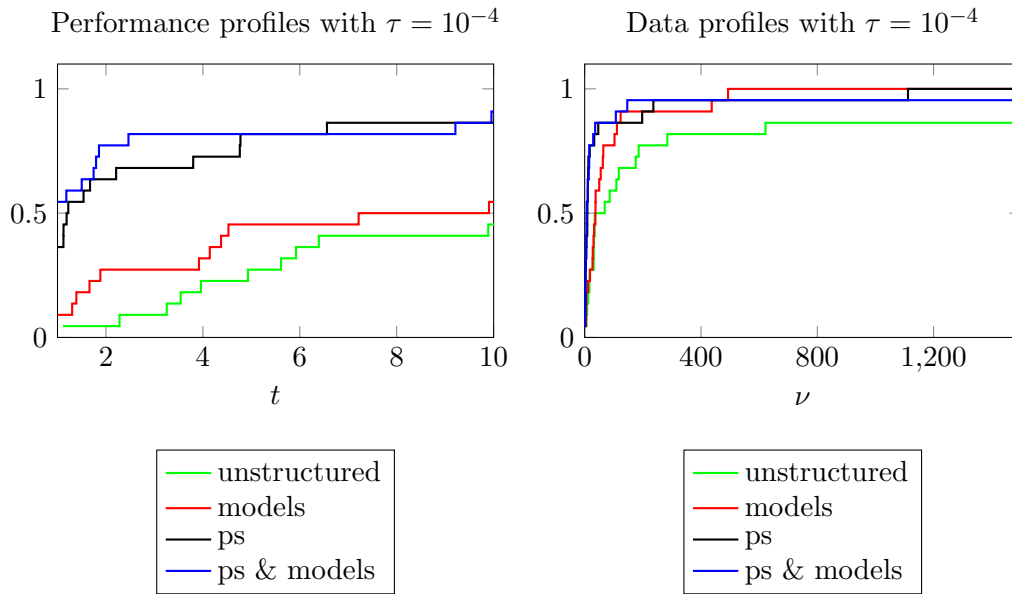 Performance profiles with τ = 10⁻⁴
1
0.5
0
2
4
6
8
10
t
unstructured
models
ps
ps & models
Data profiles with τ = 10⁻⁴
1
0.5
0
0
400
800
1,200
ν
unstructured
models
ps
ps & models